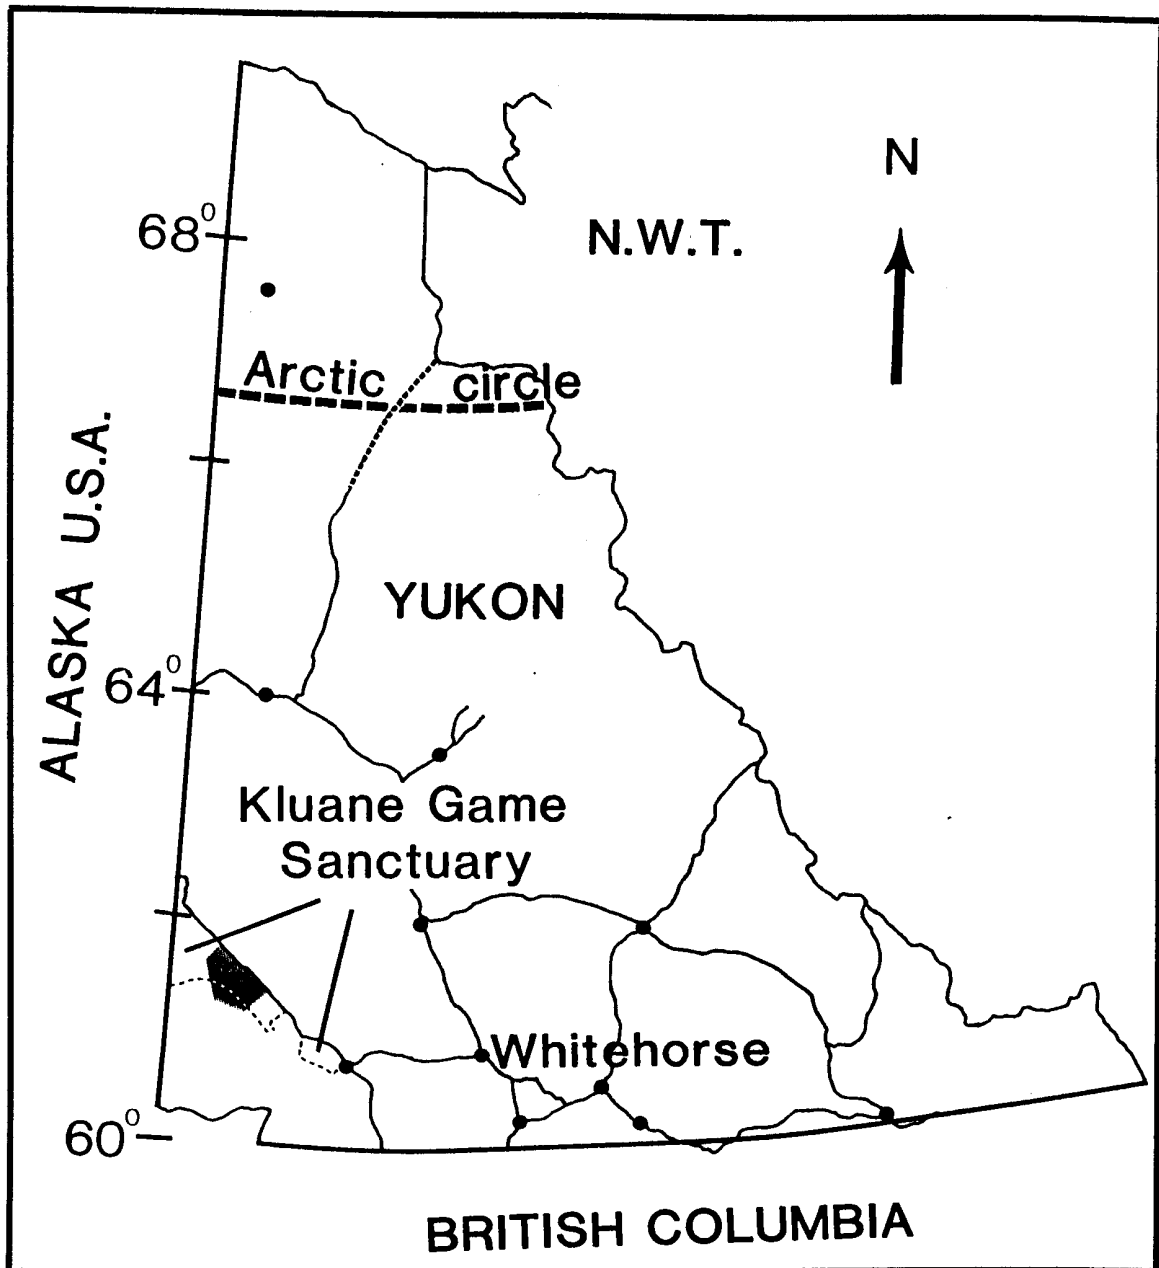 N
N.W.T.
68°
Arctic circle
ALASKA U.S.A.
YUKON
64°
Kluane Game
Sanctuary
Whitehorse
60°
BRITISH COLUMBIA